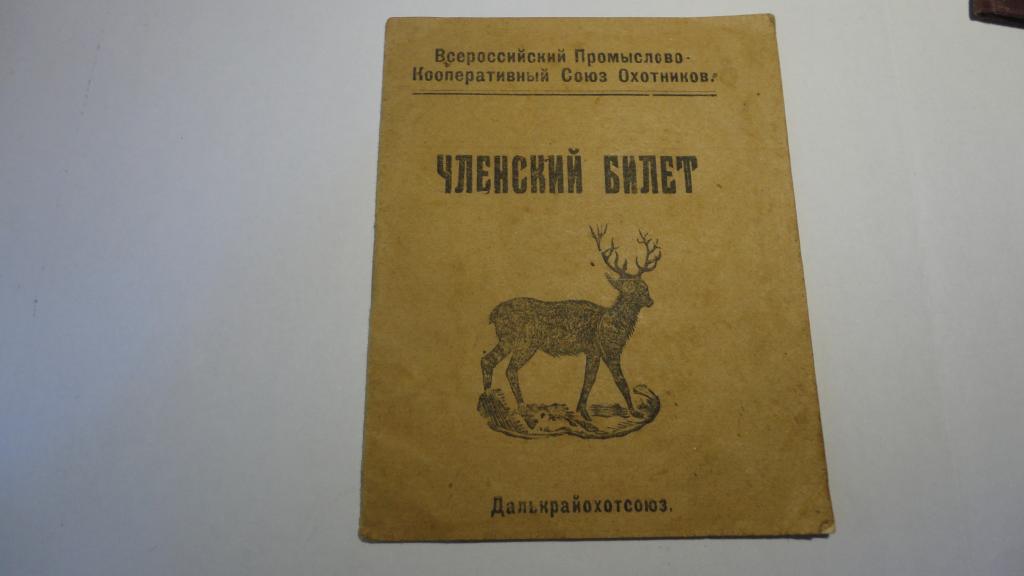 Всероссийский Промыслово-
Кооперативный Союз Охотников.
ЧЛЕНСКИЙ БИЛЕТ
Далькрайохотсоюз.